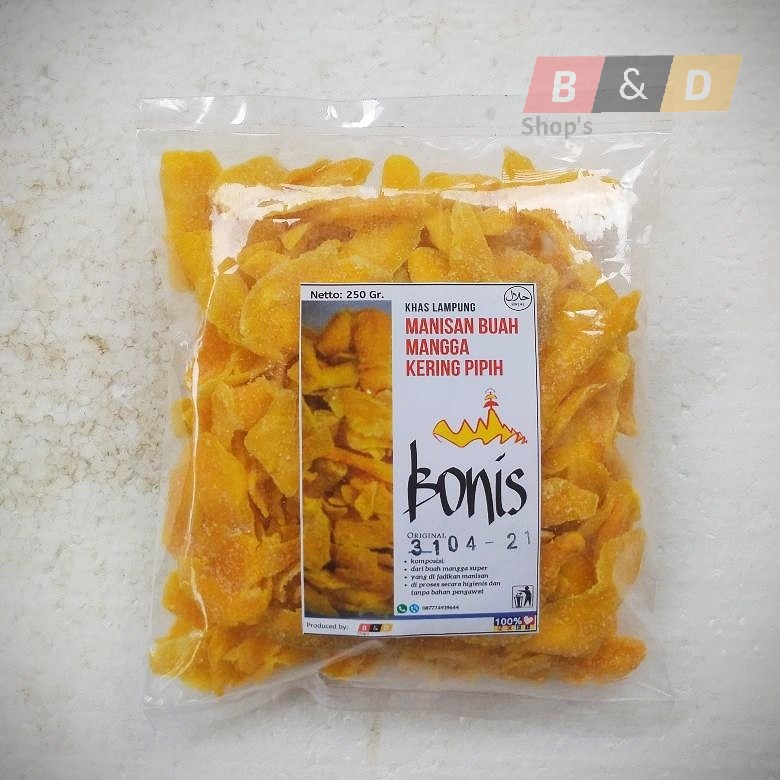 B & D
Shop's
Netto: 250 Gr.
KHAS LAMPUNG
حلال
MANISAN BUAH
MANGGA
KERING PIPIH
Bonis
ORIGINAL
3104-21
• komposisi:
• dari buah mangga super
• yang di jadikan manisan
• di proses secara higienis dan
tanpa bahan pengawet
Produced by: B & D
100%